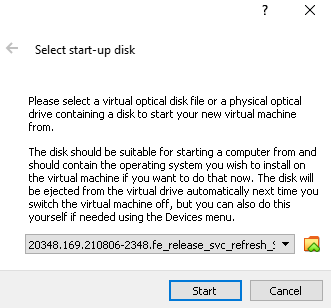 ?
Select start-up disk
Please select a virtual optical disk file or a physical optical
drive containing a disk to start your new virtual machine
from.
The disk should be suitable for starting a computer from and
should contain the operating system you wish to install on
the virtual machine if you want to do that now. The disk will
be ejected from the virtual drive automatically next time you
switch the virtual machine off, but you can also do this
yourself if needed using the Devices menu.
20348.169.210806-2348.fe_release_svc_refresh_S
Start
Cancel